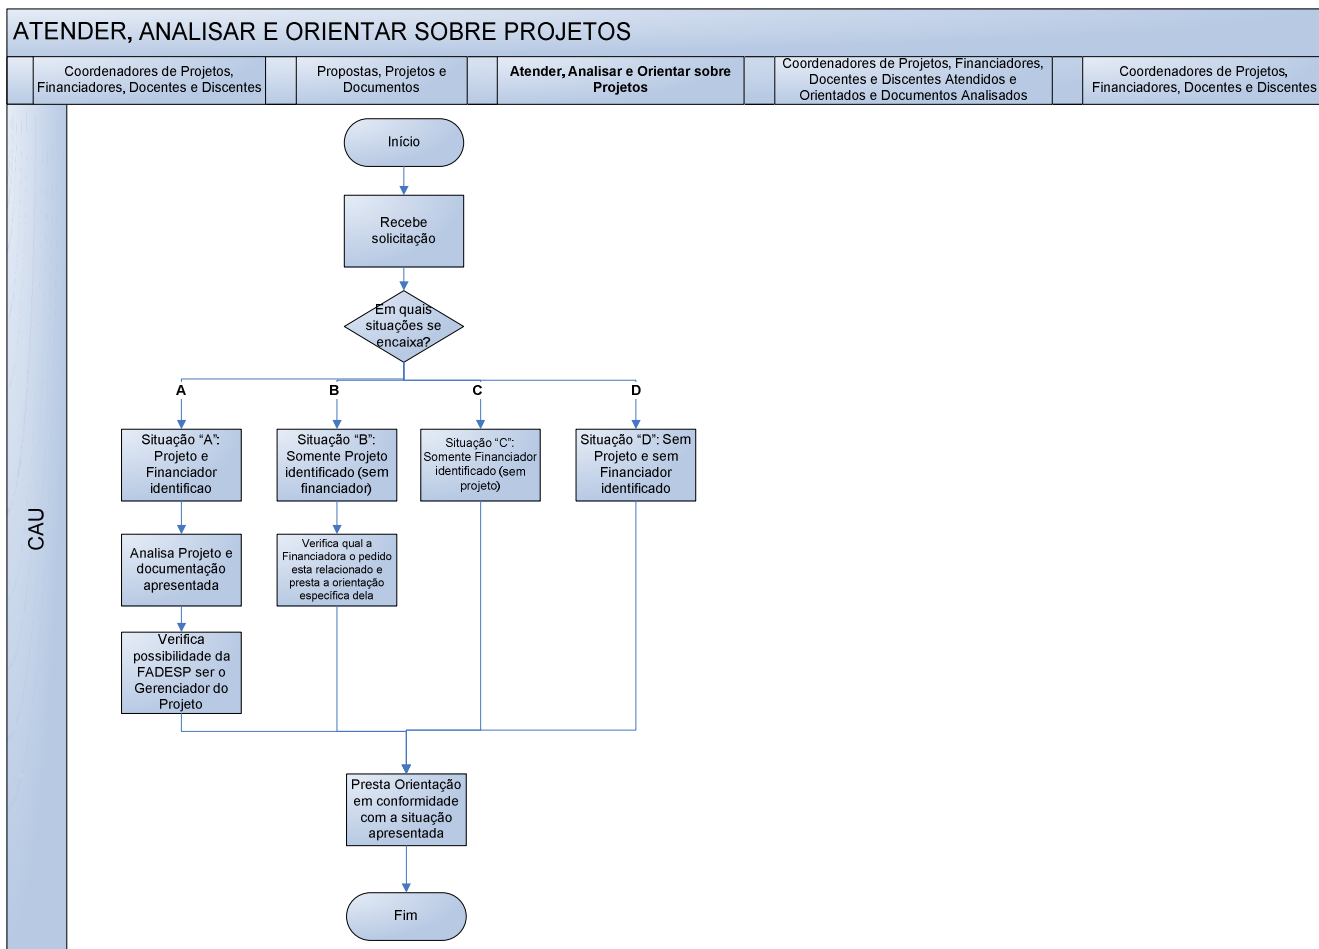 ATENDER, ANALISAR E ORIENTAR SOBRE PROJETOS
Coordenadores de Projetos,
Financiadores, Docentes e Discentes
Propostas, Projetos e
Documentos
Atender, Analisar e Orientar sobre
Projetos
Coordenadores de Projetos, Financiadores,
Docentes e Discentes Atendidos e
Orientados e Documentos Analisados
Coordenadores de Projetos,
Financiadores, Docentes e Discentes
CAU
Início
Recebe
solicitação
Em quais
situações se
encaixa?
A
B
C
D
Situação “A”:
Projeto e
Financiador
identificao
Situação “B”:
Somente Projeto
identificado (sem
financiador)
Situação “C”:
Somente Financiador
identificado (sem
projeto)
Situação “D”: Sem
Projeto e sem
Financiador
identificado
Analisa Projeto e
documentação
apresentada
Verifica qual a
Financiadora o pedido
esta relacionado e
presta a orientação
específica dela
Verifica
possibilidade da
FADESP ser o
Gerenciador do
Projeto
Presta Orientação
em conformidade
com a situação
apresentada
Fim